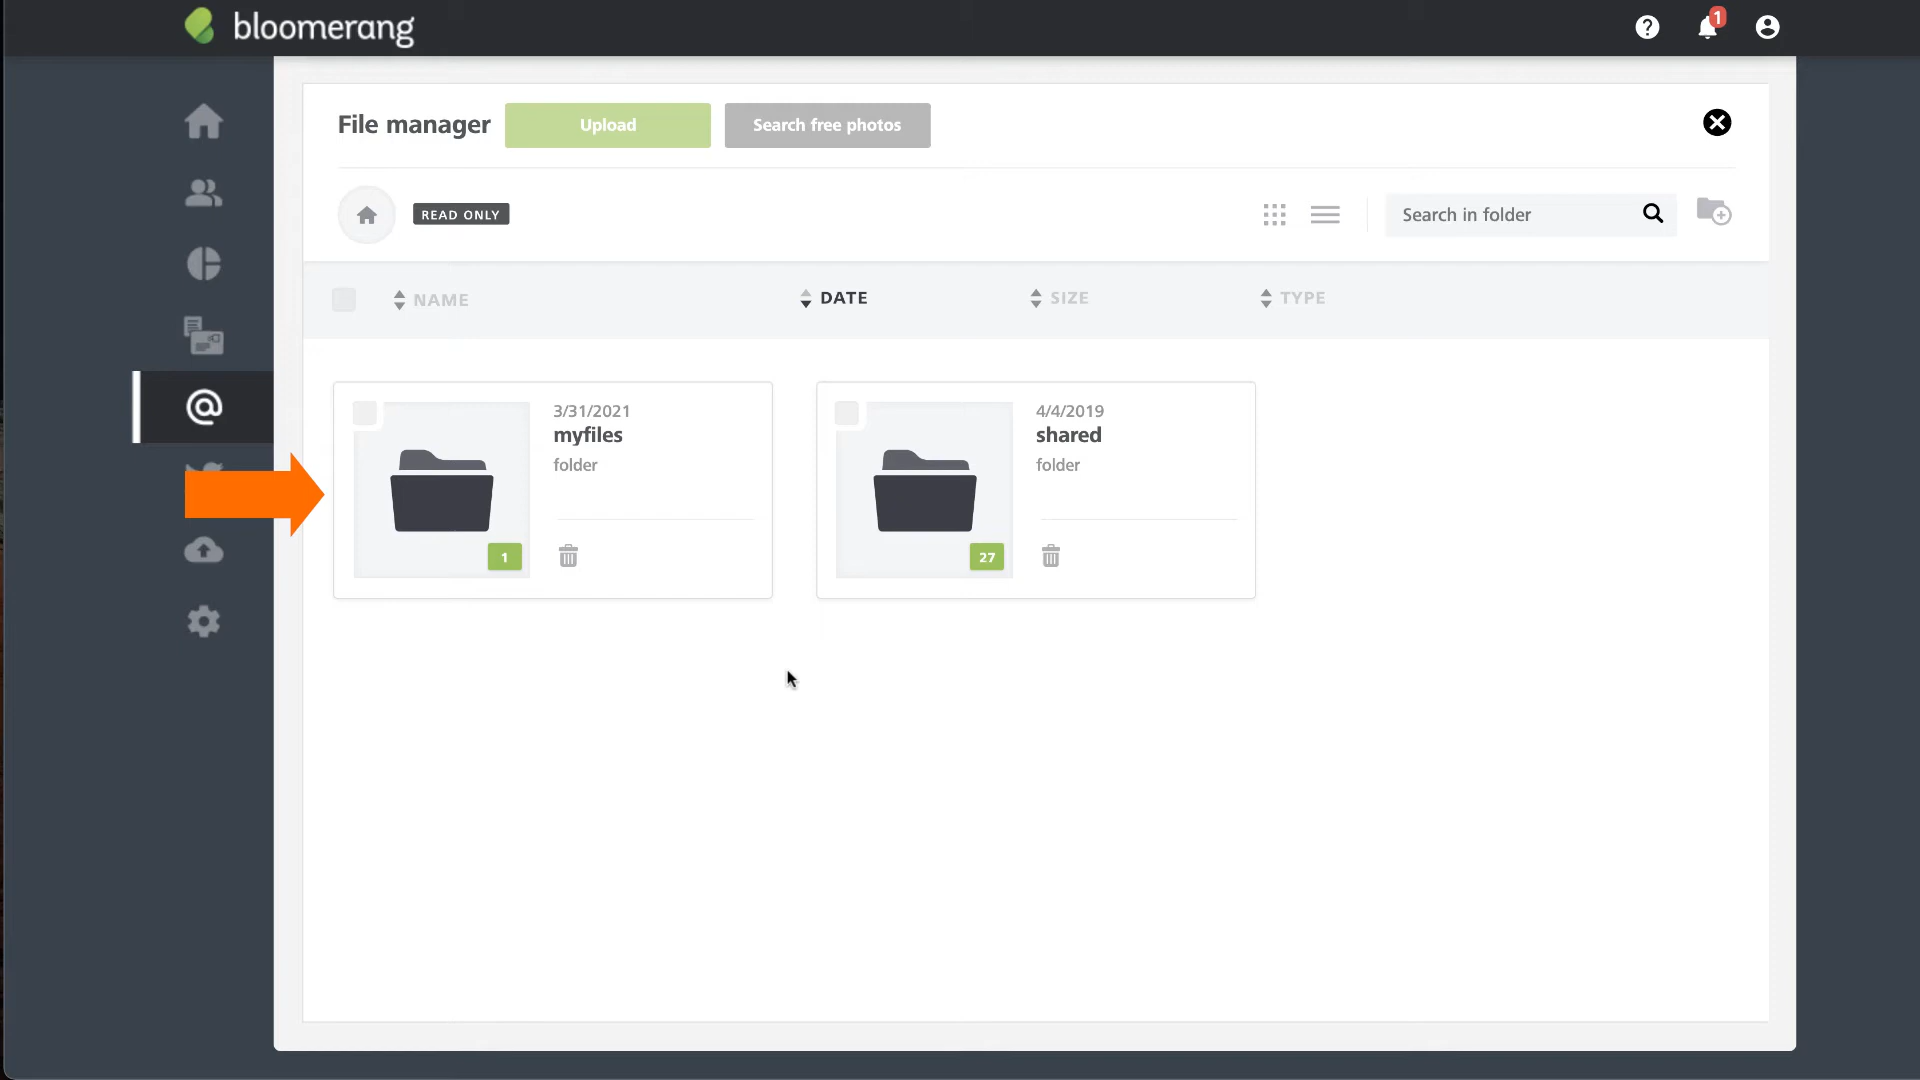 bloomerang
1
File manager
Upload
Search free photos
READ ONLY
Search in folder
NAME
DATE
SIZE
TYPE
3/31/2021
myfiles
folder
1
4/4/2019
shared
folder
27